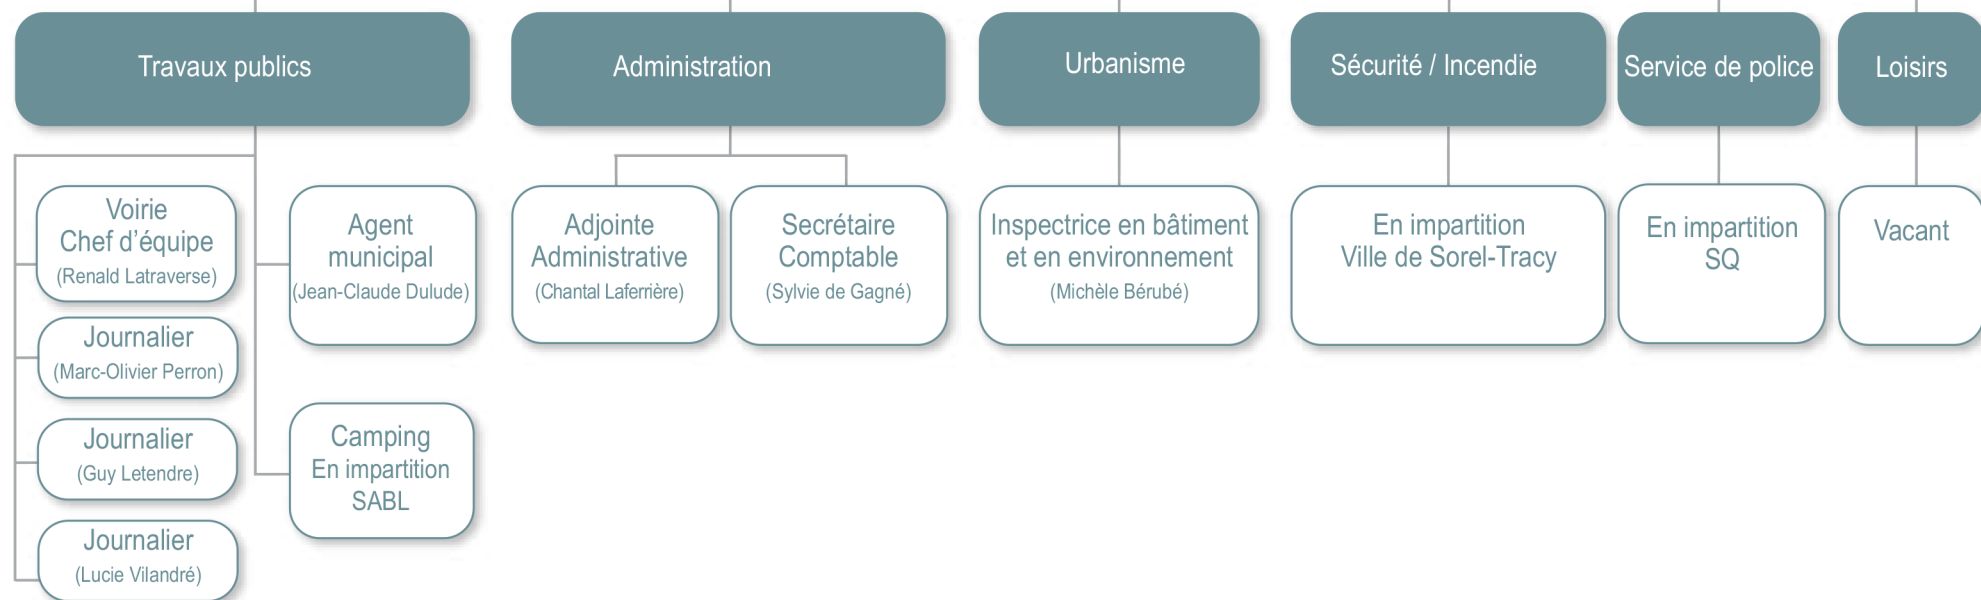 Travaux publics
Administration
Urbanisme
Sécurité / Incendie
Service de police
Loisirs
Voirie
Chef d'équipe
(Renald Latraverse)
Journalier
(Marc-Olivier Perron)
Journalier
(Guy Letendre)
Journalier
(Lucie Vilandré)
Agent
municipal
(Jean-Claude Dulude)
Camping
En impartition
SABL
Adjointe
Administrative
(Chantal Laferrière)
Secrétaire
Comptable
(Sylvie de Gagné)
Inspectrice en bâtiment
et en environnement
(Michèle Bérubé)
En impartition
Ville de Sorel-Tracy
En impartition
SQ
Vacant